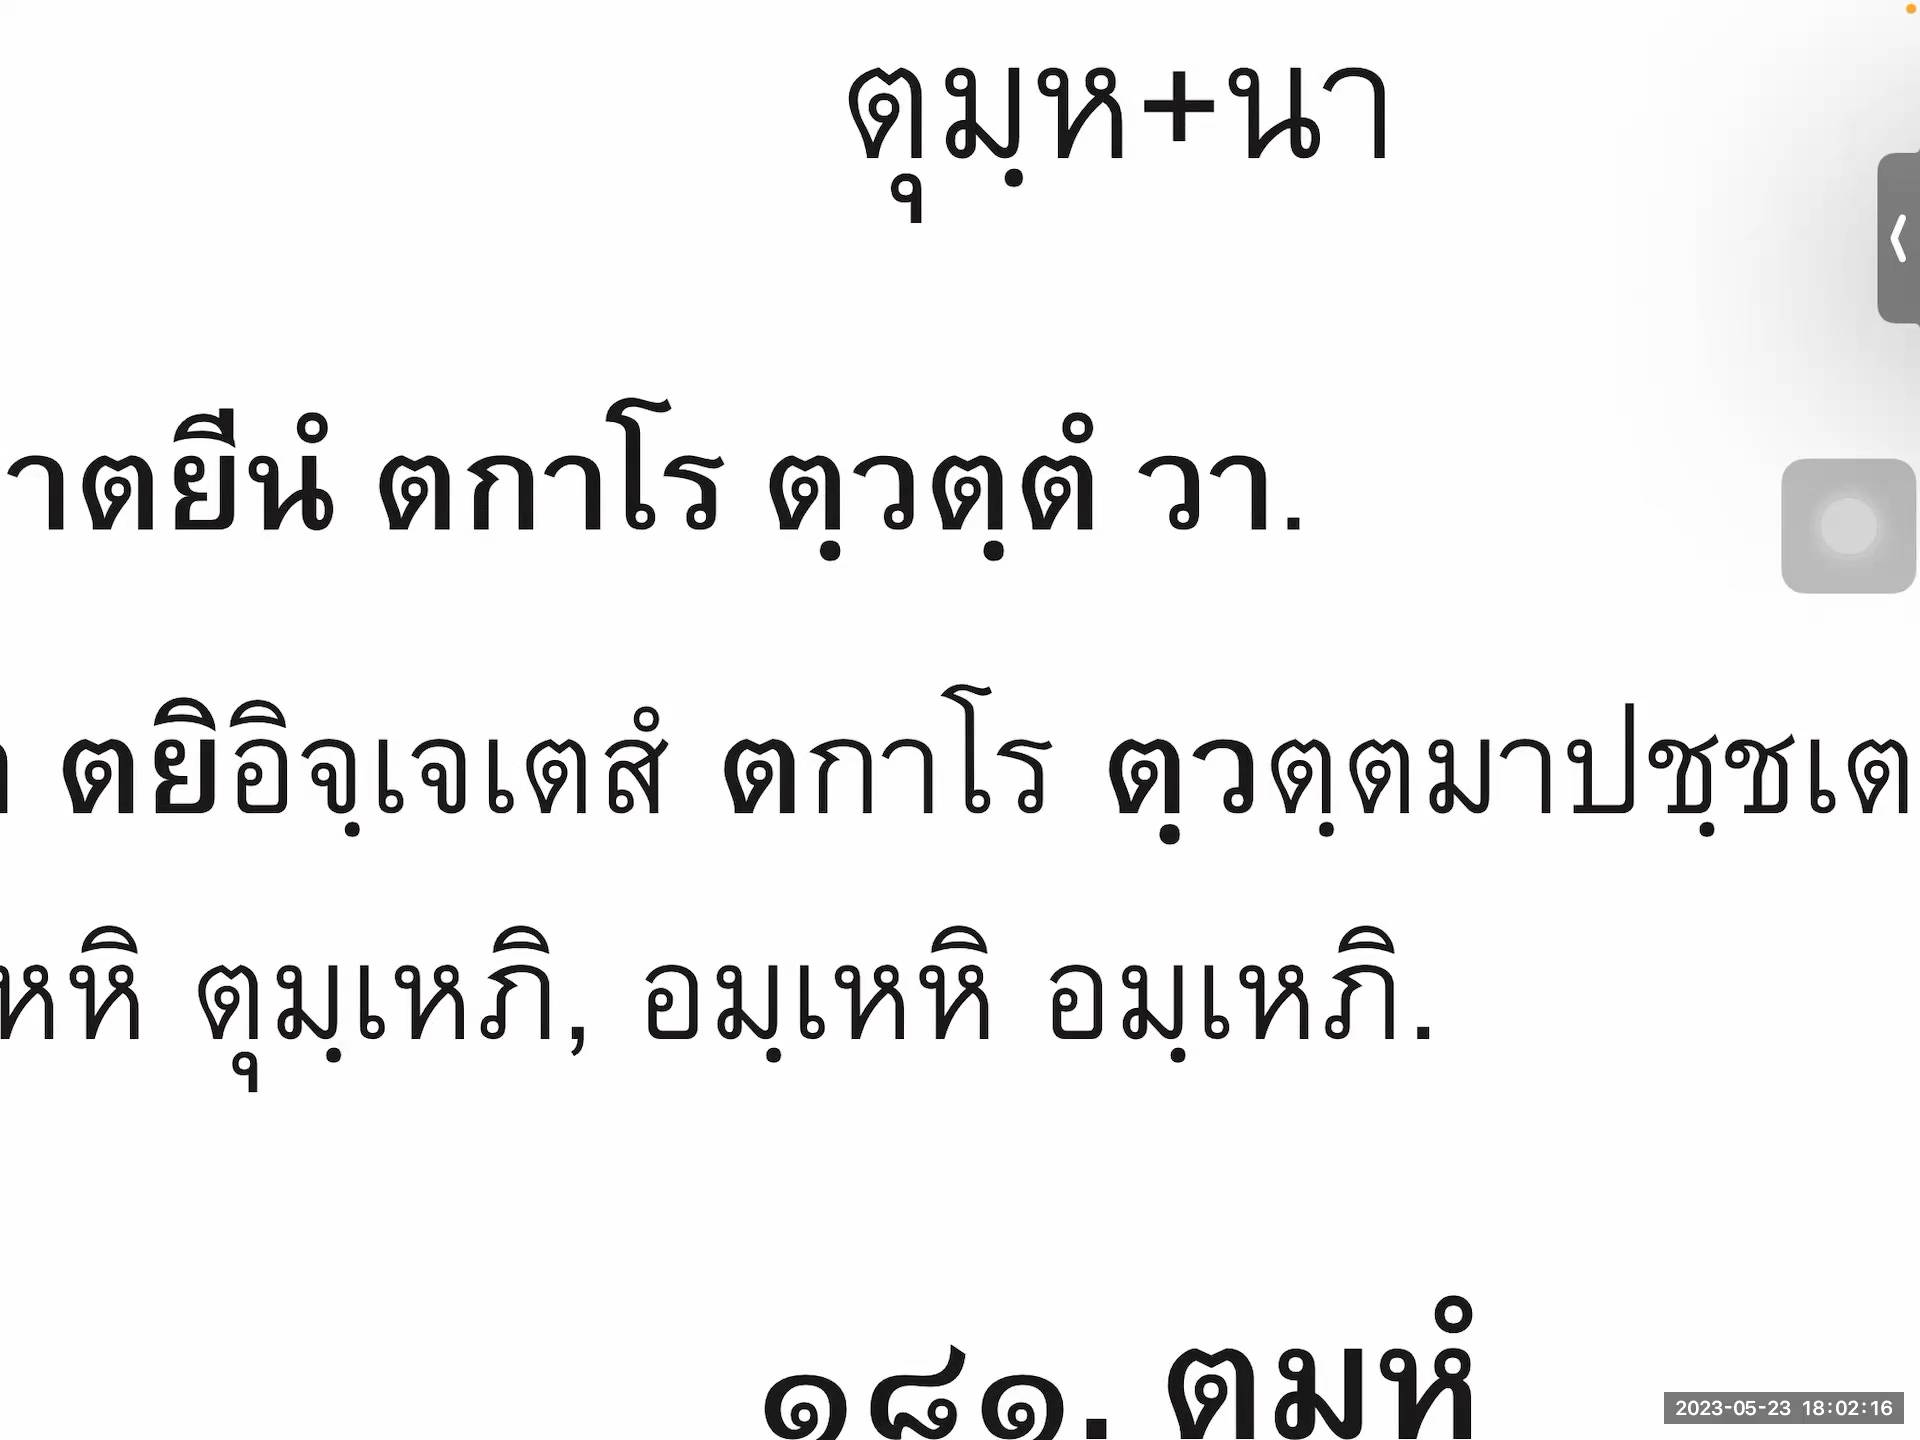 ตุมฺห+นา
าตยีนํ ตกาโร ตฺวตฺตํ วา.
ตยิอิจฺเจเตสํ ตกาโร ตฺวตฺตมาปชฺชเต
หหิ ตุมฺเหภิ, อมฺเหหิ อมฺเหภิ.
๑๘๑. ตมหํ
2023-05-23 18:02:16